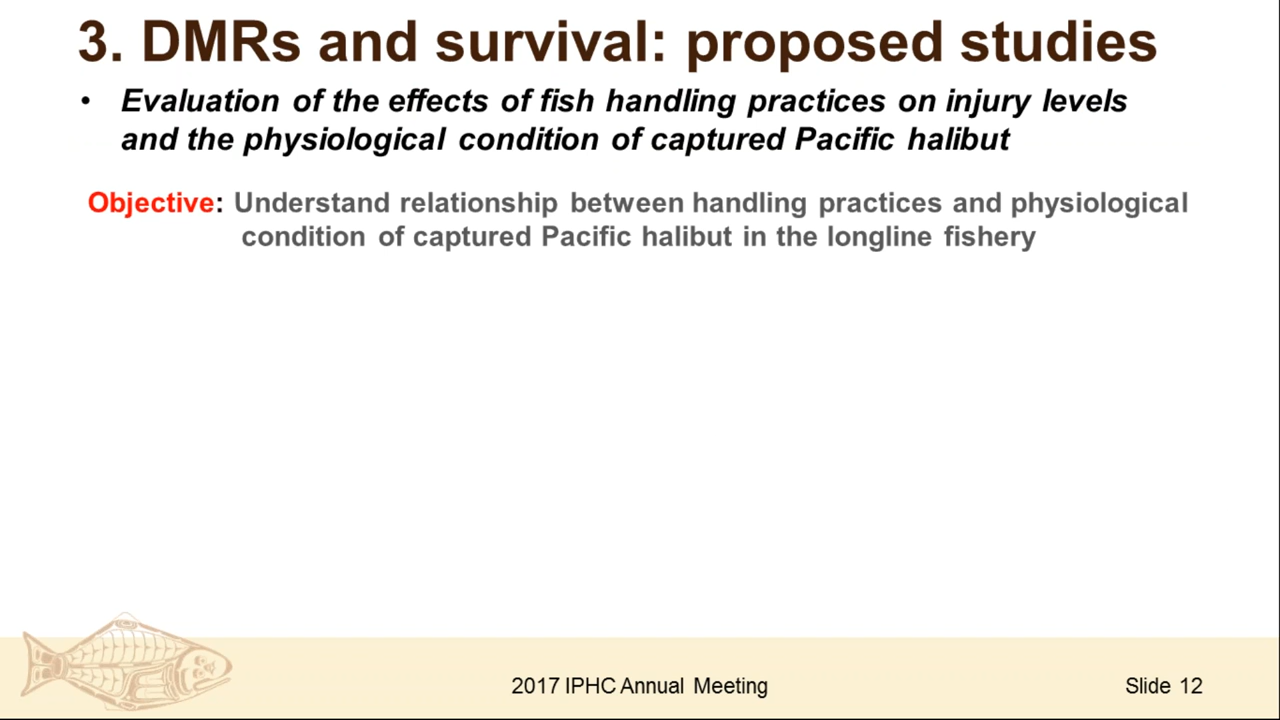 3. DMRs and survival: proposed studies
• Evaluation of the effects of fish handling practices on injury levels
and the physiological condition of captured Pacific halibut
Objective: Understand relationship between handling practices and physiological
condition of captured Pacific halibut in the longline fishery
2017 IPHC Annual Meeting
Slide 12